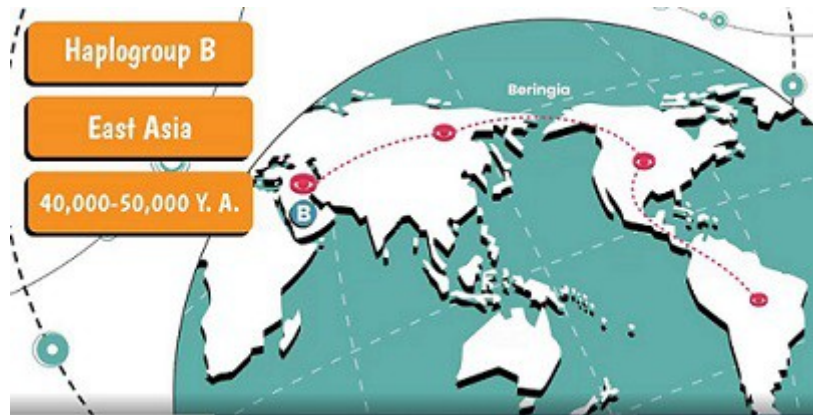 Haplogroup B
East Asia
40,000-50,000 Y. A.
Beringia
B